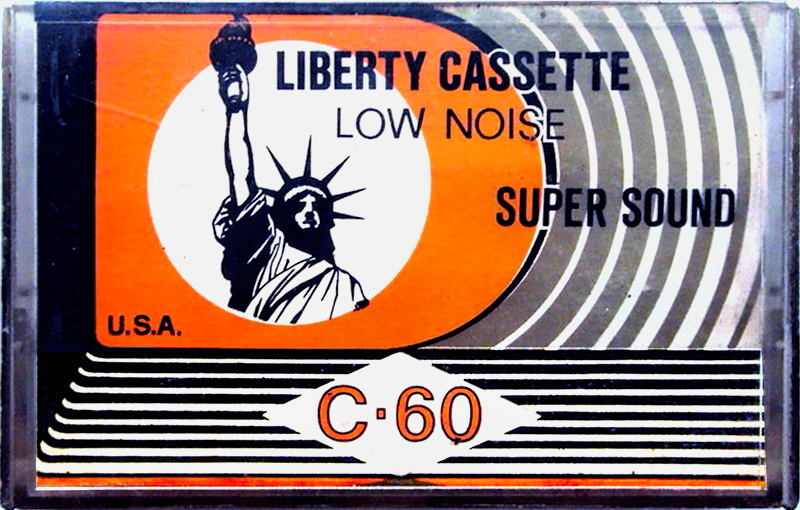 LIBERTY CASSETTE
LOW NOISE
SUPER SOUND
U.S.A.
C·60